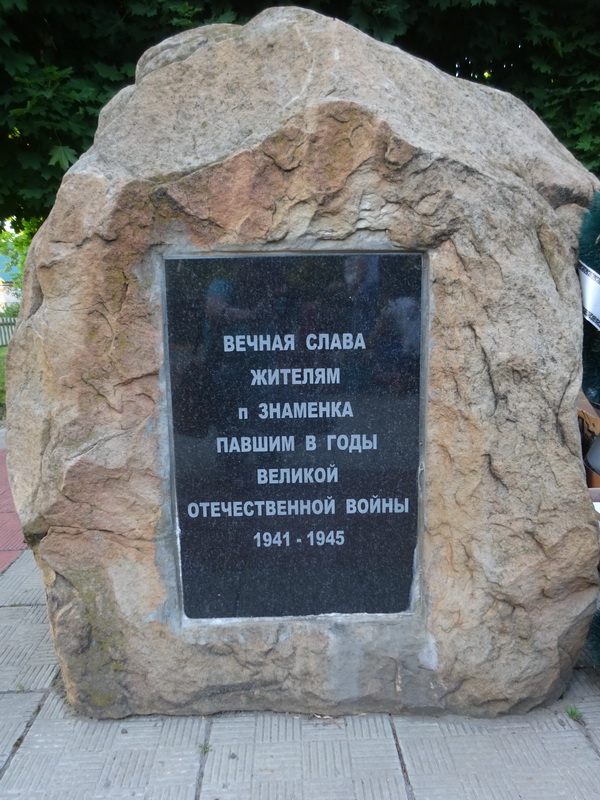 ВЕЧНАЯ СЛАВА
ЖИТЕЛЯМ
п ЗНАМЕНКА
ПАВШИМ В ГОДЫ
ВЕЛИКОЙ
ОТЕЧЕСТВЕННОЙ ВОЙНЫ
1941 - 1945